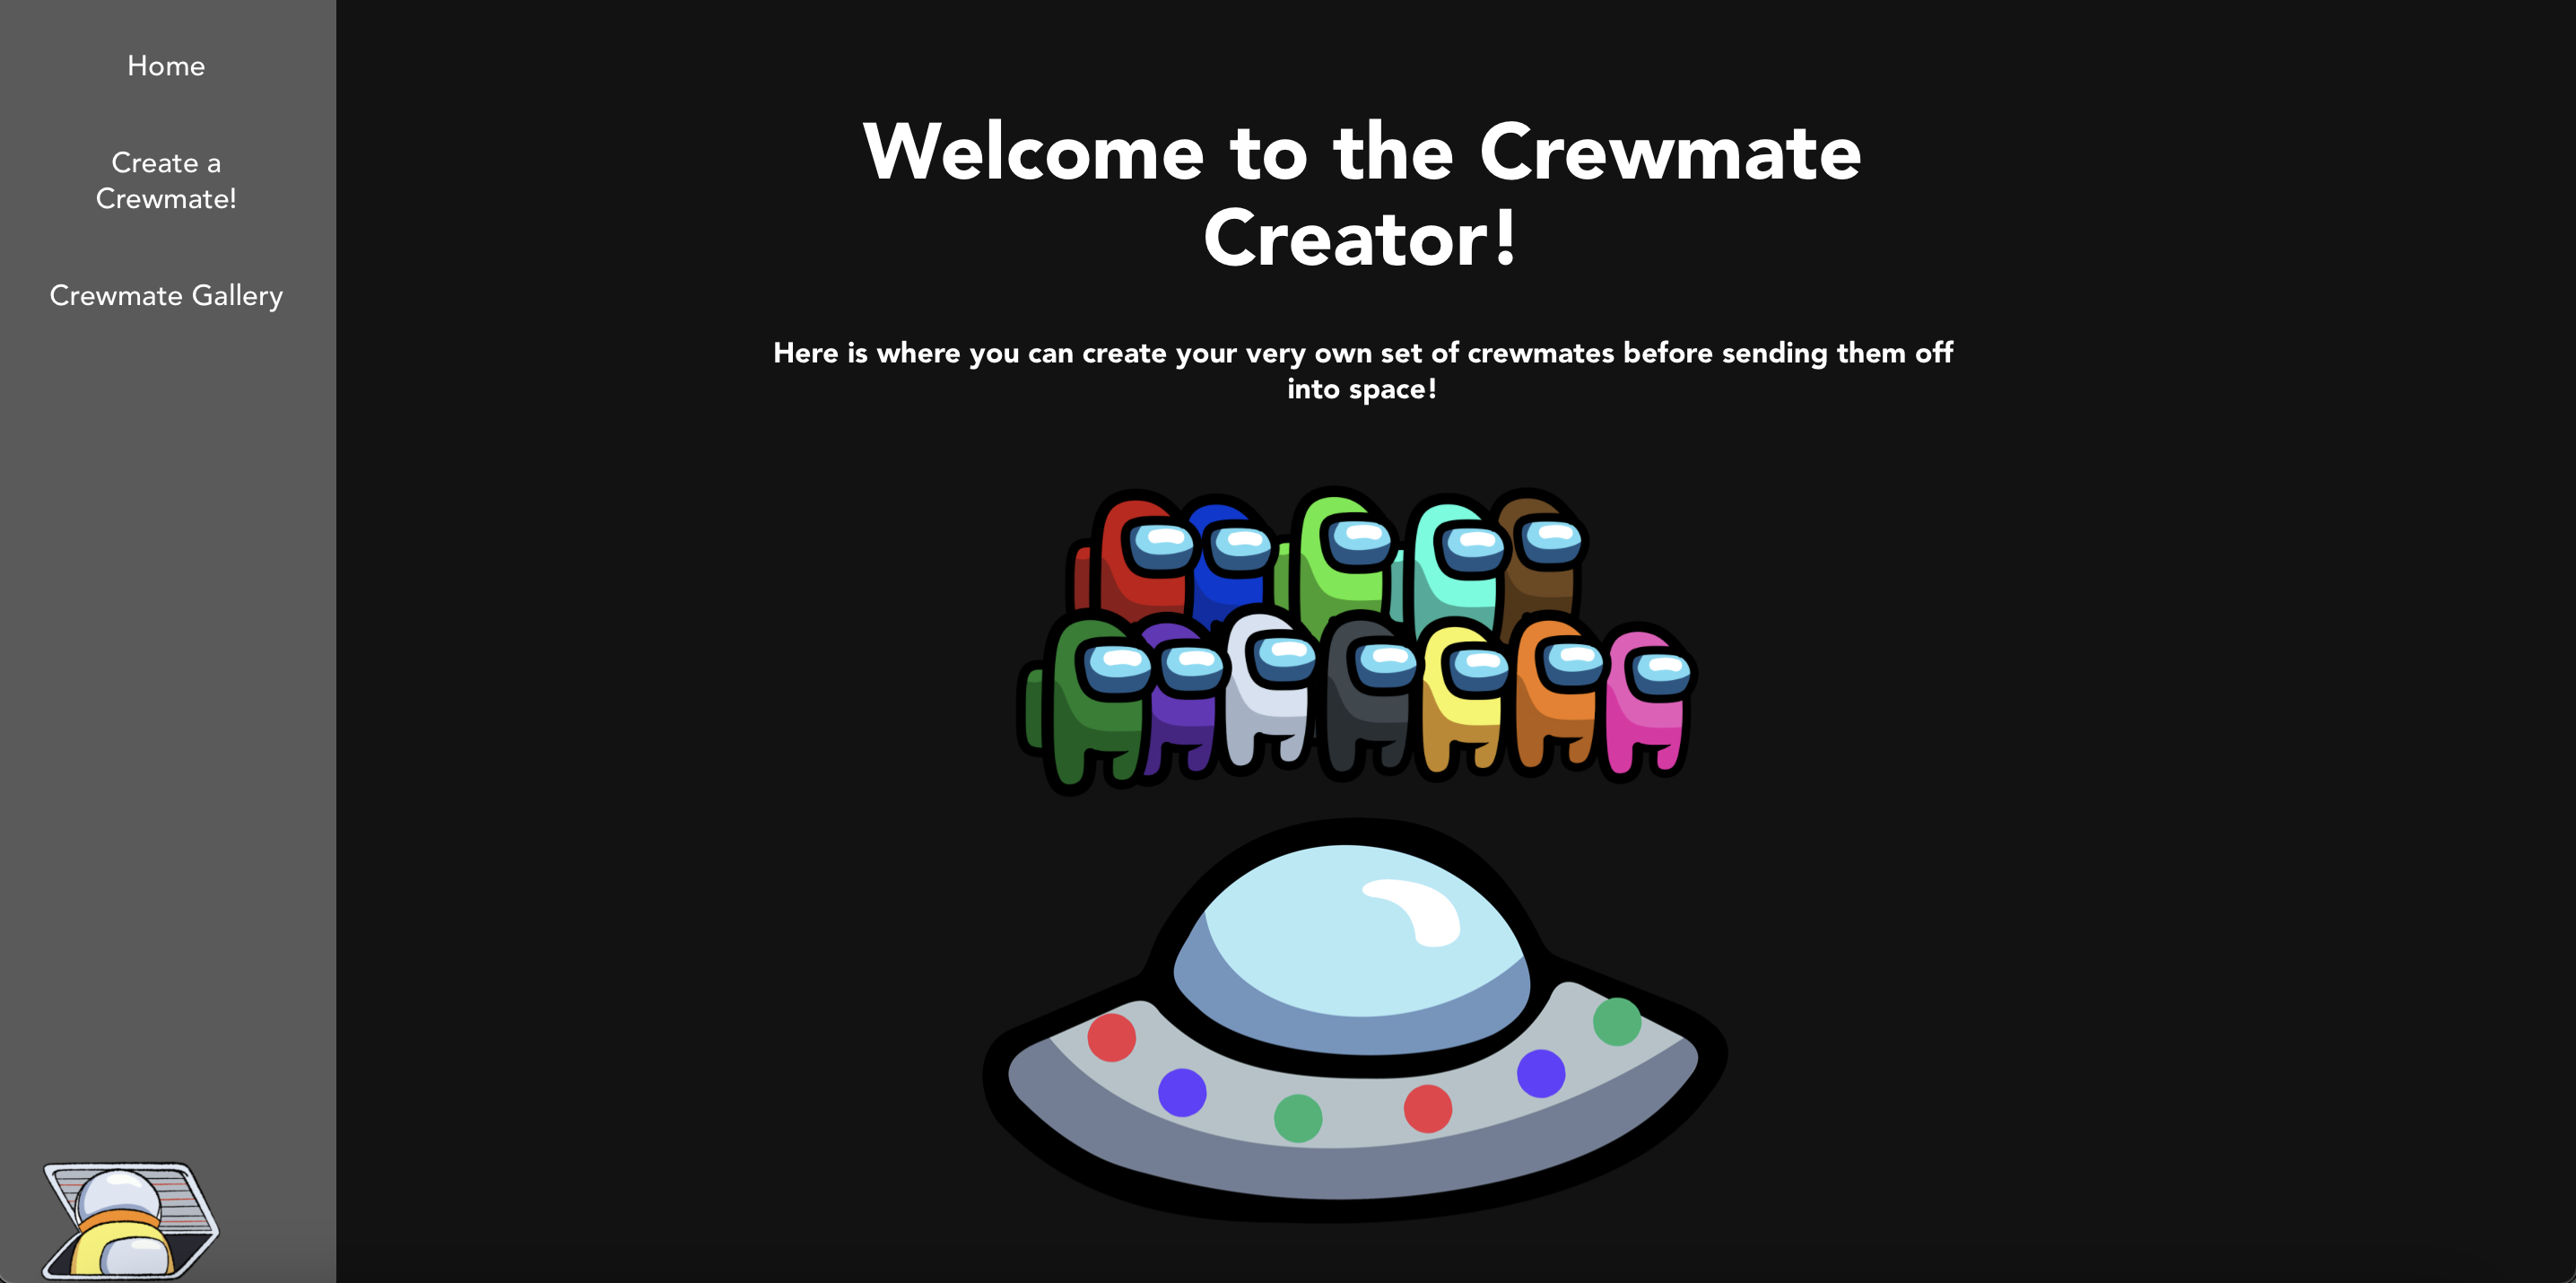 Home
Create a
Crewmate!
Crewmate Gallery
Welcome to the Crewmate
Creator!
Here is where you can create your very own set of crewmates before sending them off
into space!